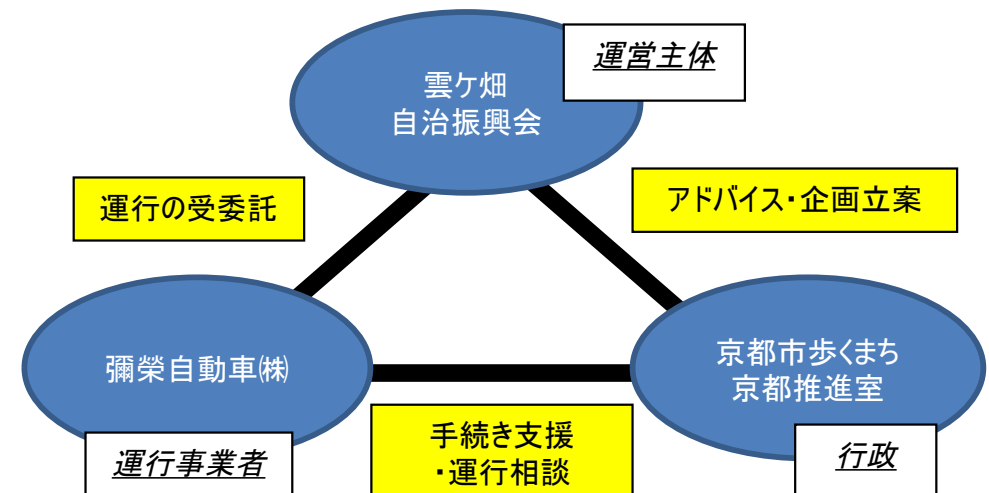 運営主体
雲ケ畑
自治振興会
運行の受委託
アドバイス・企画立案
彌榮自動車㈱
京都市歩くまち
京都推進室
手続き支援
・運行相談
運行事業者
行政